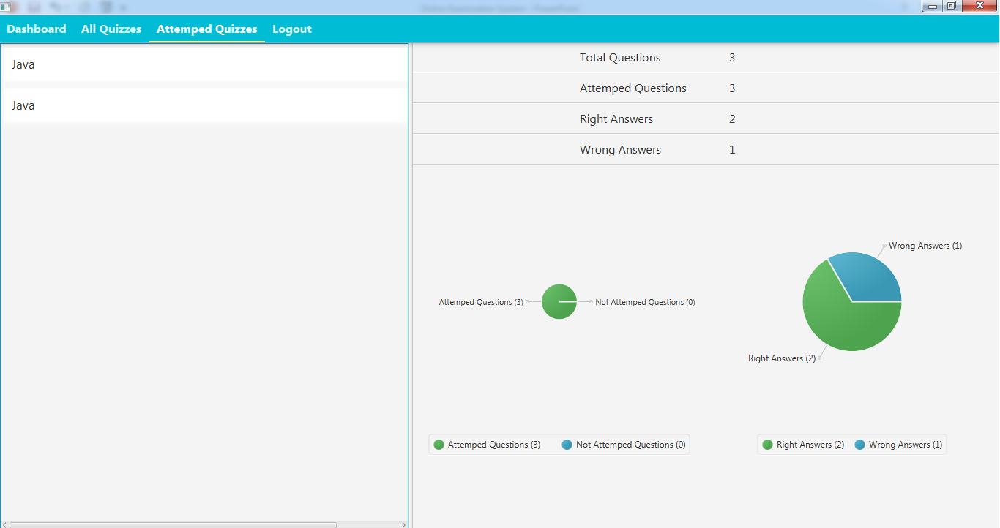 Dashboard All Quizzes Attemped Quizzes Logout
Java
Java
Total Questions 3
Attemped Questions 3
Right Answers 2
Wrong Answers 1
Wrong Answers (1)
Attemped Questions (3) Not Attemped Questions (0)
Right Answers (2)
Attemped Questions (3) Not Attemped Questions (0)
Right Answers (2) Wrong Answers (1)